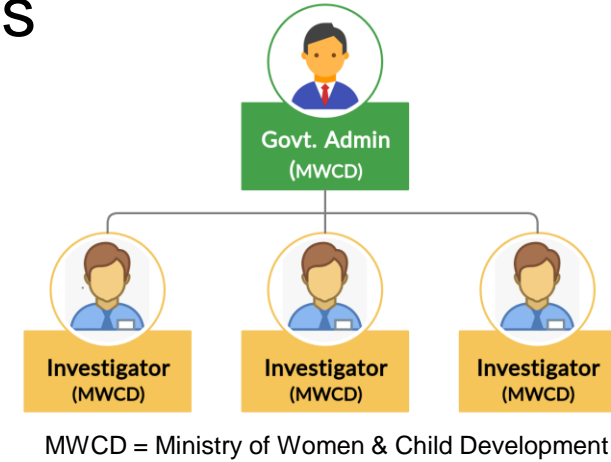 s
Govt. Admin
(MWCD)
Investigator
(MWCD)
Investigator
(MWCD)
Investigator
(MWCD)
MWCD = Ministry of Women & Child Development